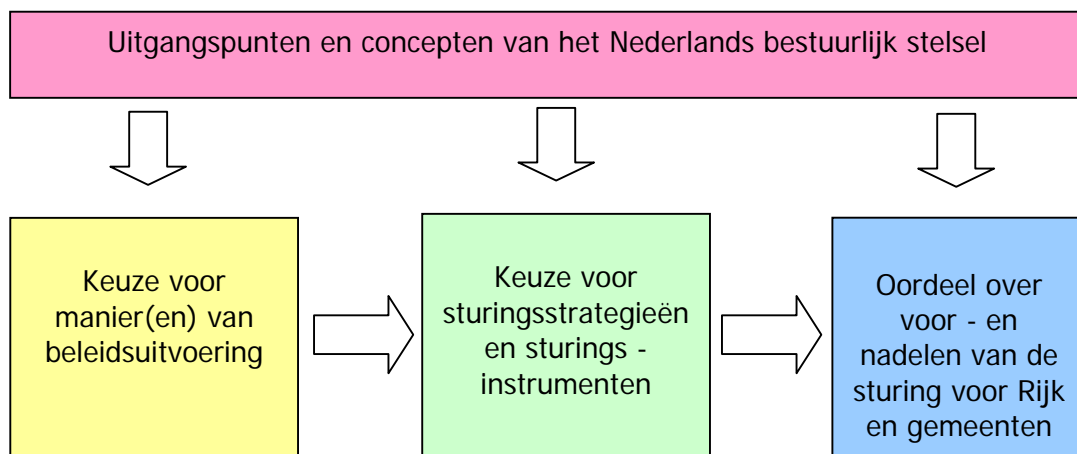 Uitgangspunten en concepten van het Nederlands bestuurlijk stelsel
Keuze voor
manier(en) van
beleidsuitvoering
Keuze voor
sturingsstrategieën
en sturings -
instrumenten
Oordeel over
voor - en
nadelen van de
sturing voor Rijk
en gemeenten